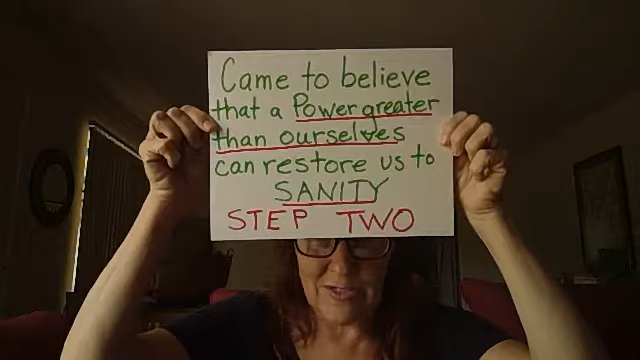 Came to believe
that a Power greater
than ourselves
can restore us to
SANITY
STEP TWO